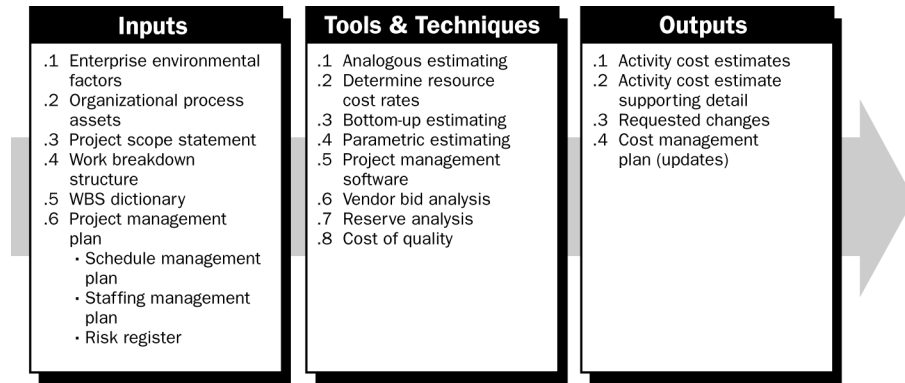 Inputs
.1 Enterprise environmental
factors
.2 Organizational process
assets
.3 Project scope statement
.4 Work breakdown
structure
.5 WBS dictionary
.6 Project management
plan
• Schedule management
plan
• Staffing management
plan
• Risk register
Tools & Techniques
.1 Analogous estimating
.2 Determine resource
cost rates
.3 Bottom-up estimating
.4 Parametric estimating
.5 Project management
software
.6 Vendor bid analysis
.7 Reserve analysis
.8 Cost of quality
Outputs
.1 Activity cost estimates
.2 Activity cost estimate
supporting detail
.3 Requested changes
.4 Cost management
plan (updates)